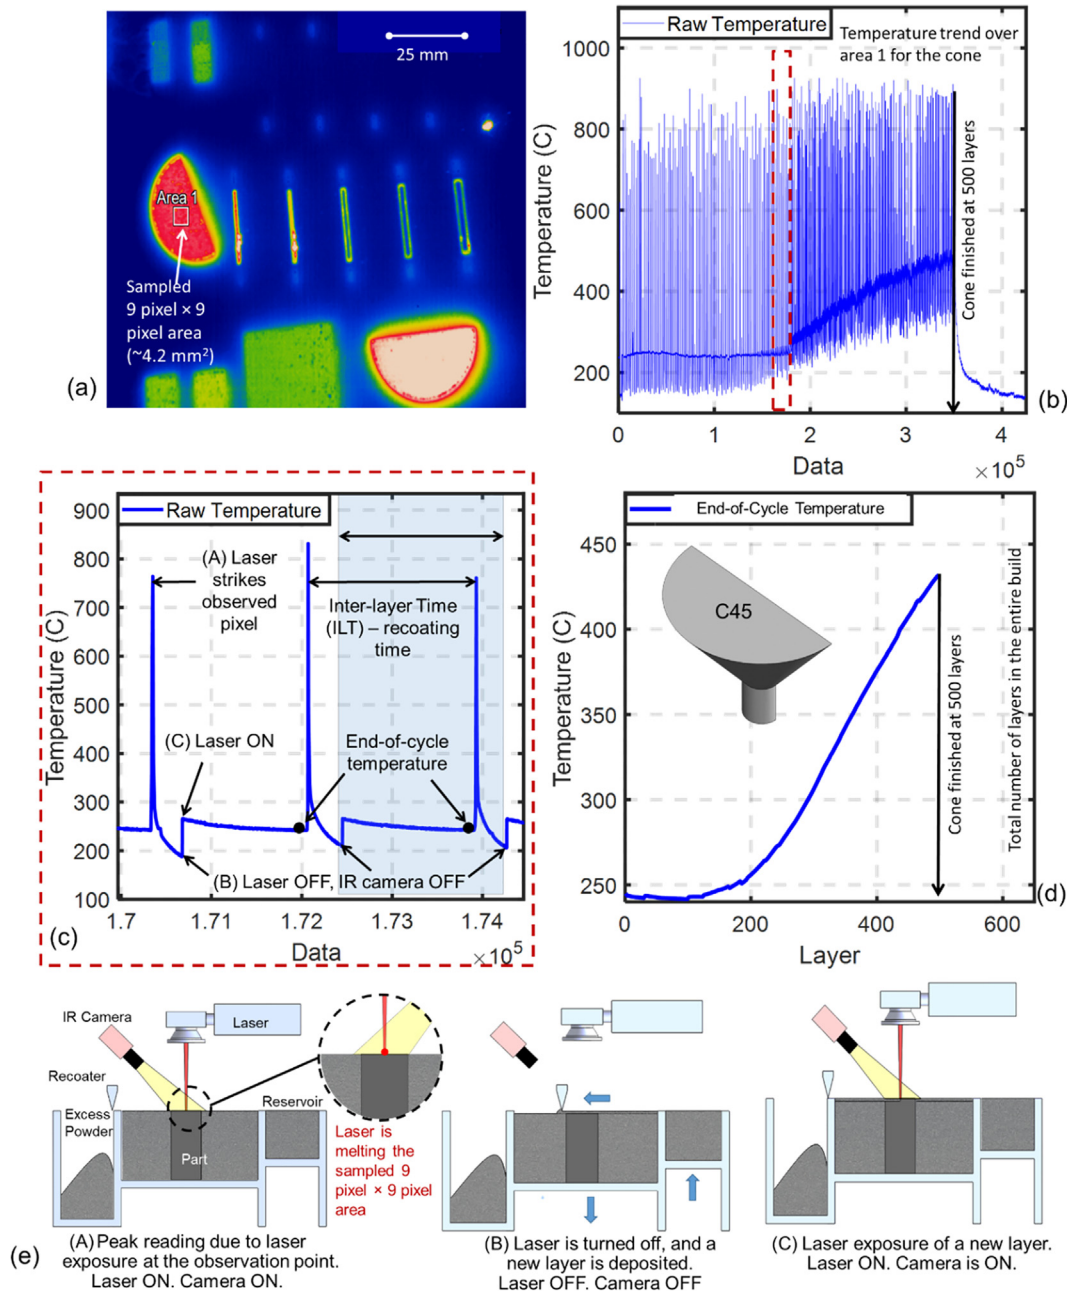 25 mm
Area 1
Sampled
9 pixel × 9
pixel area
(~4.2 mm²)
(a)
Raw Temperature
Temperature trend over
area 1 for the cone
Cone finished at 500 layers
Temperature (C)
1000
800
600
400
200
0
1
2
3
4
Data
×10⁵
(b)
Raw Temperature
(A) Laser
strikes
observed
pixel
Inter-layer Time
(ILT) – recoating
time
(C) Laser ON
End-of-cycle
temperature
(B) Laser OFF, IR camera OFF
Temperature (C)
900
800
700
600
500
400
300
200
100
1.7
1.71
1.72
1.73
1.74
Data
×10⁵
(c)
End-of-Cycle Temperature
C45
Cone finished at 500 layers
Total number of layers in the entire build
Temperature (C)
450
400
350
300
250
0
200
400
600
Layer
(d)
IR Camera
Laser
Recoater
Excess
Powder
Reservoir
Part
Laser is
melting the
sampled 9
pixel × 9 pixel
area
(e)
(A) Peak reading due to laser
exposure at the observation point.
Laser ON. Camera ON.
(B) Laser is turned off, and a
new layer is deposited.
Laser OFF. Camera OFF
(C) Laser exposure of a new layer.
Laser ON. Camera is ON.